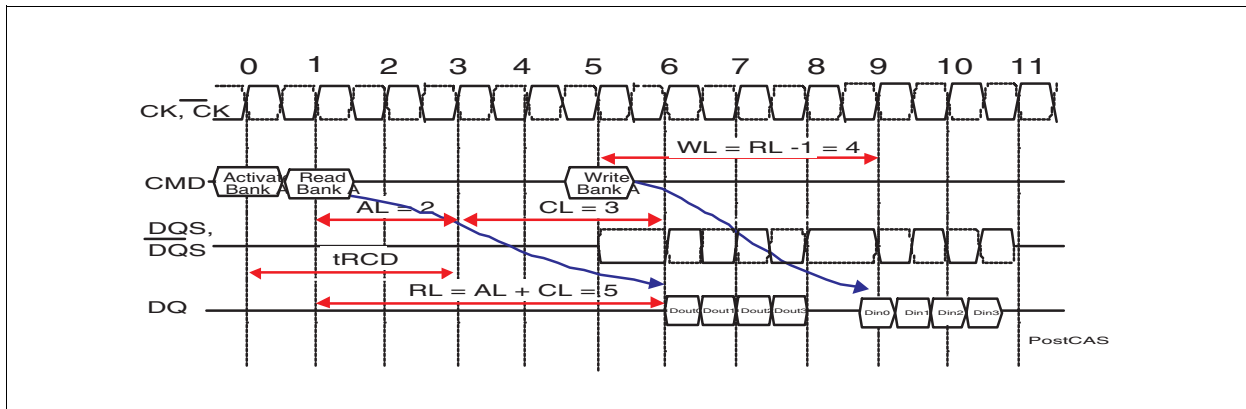 0 1 2 3 4 5 6 7 8 9 10 11
CK, CK
WL = RL -1 = 4
CMD
Activat
Bank A
Read
Bank A
Write
Bank A
AL = 2
CL = 3
DQS,
DQS
tRCD
RL = AL + CL = 5
DQ
Dout0 Dout1 Dout2 Dout3
Din0 Din1 Din2 Din3
PostCAS